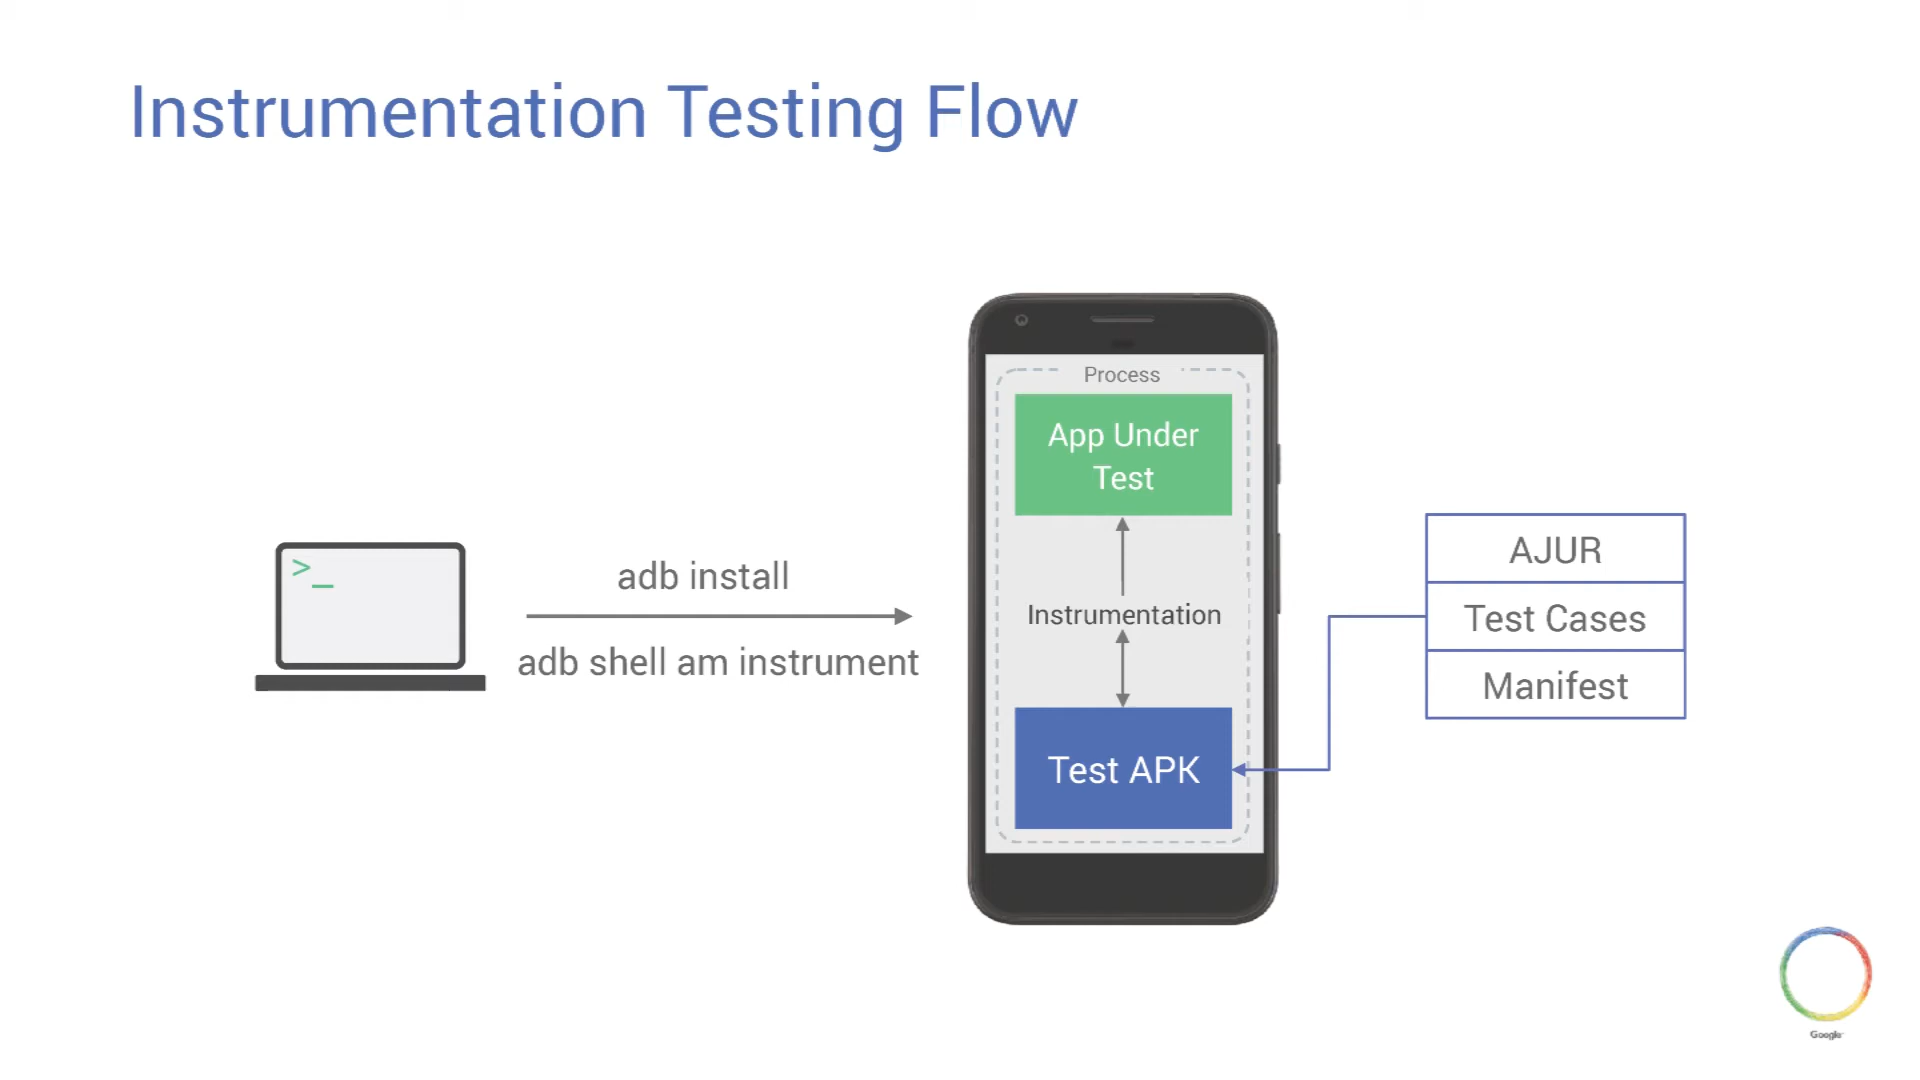 Instrumentation Testing Flow
Process
App Under
Test
>_
adb install
adb shell am instrument
Instrumentation
Test APK
AJUR
Test Cases
Manifest
Google